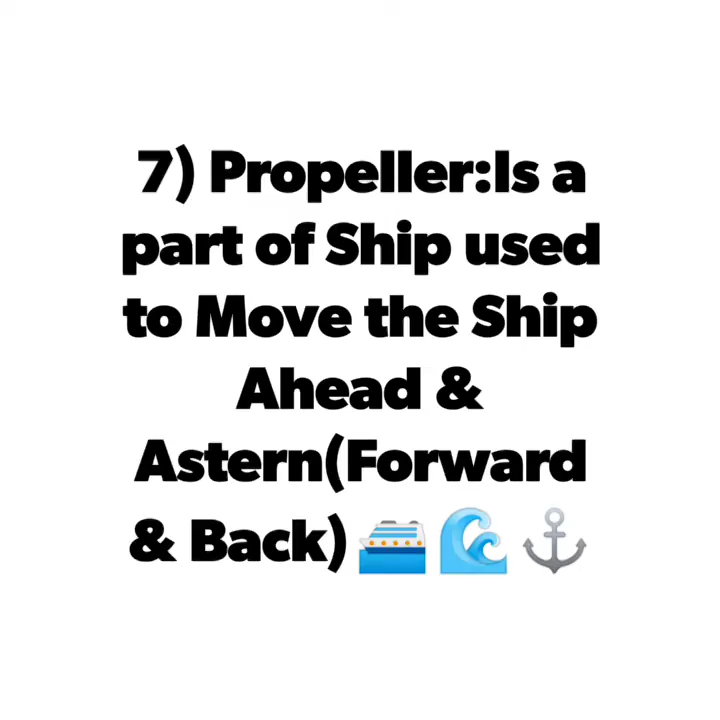 7) Propeller:Is a
part of Ship used
to Move the Ship
Ahead &
Astern(Forward
& Back) 🛳️🌊⚓